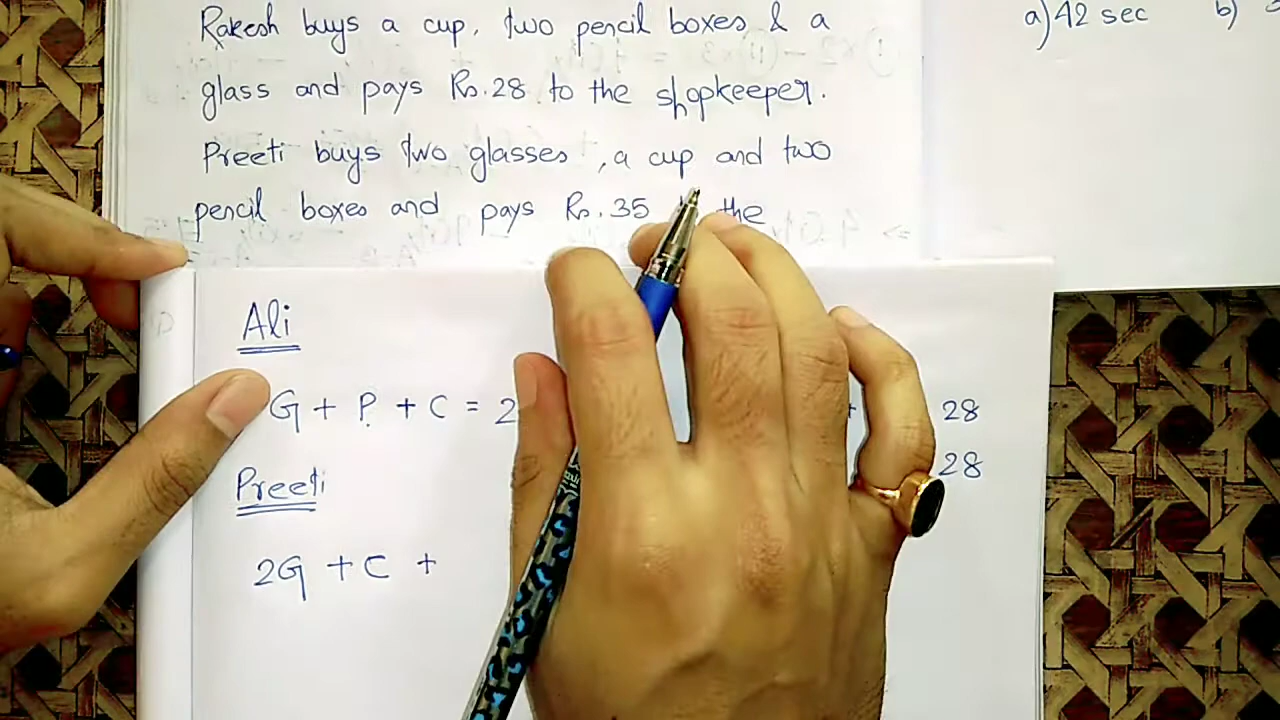 Rakesh buys a cup, two pencil boxes & a
glass and pays Rs.28 to the shopkeeper.
Preeti buys two glasses, a cup and two
pencil boxes and pays Rs.35 the
a) 42 sec b)
Ali
G + P + C = 2
+ 28
28
Preeti
2G + C +